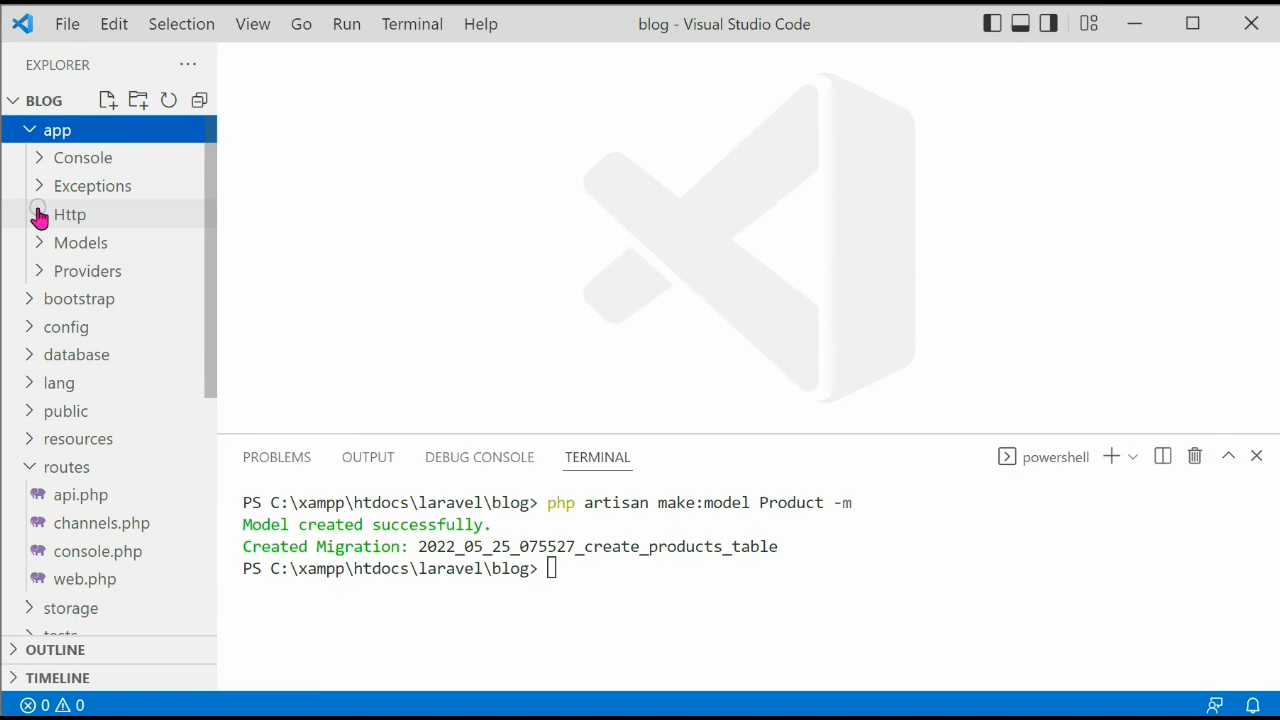 File Edit Selection View Go Run Terminal Help blog - Visual Studio Code
EXPLORER ...
BLOG
app
Console
Exceptions
Http
Models
Providers
bootstrap
config
database
lang
public
resources
routes
api.php
channels.php
console.php
web.php
storage
tests
OUTLINE
TIMELINE
PROBLEMS OUTPUT DEBUG CONSOLE TERMINAL powershell
PS C:\xampp\htdocs\laravel\blog> php artisan make:model Product -m
Model created successfully.
Created Migration: 2022_05_25_075527_create_products_table
PS C:\xampp\htdocs\laravel\blog>
0 0